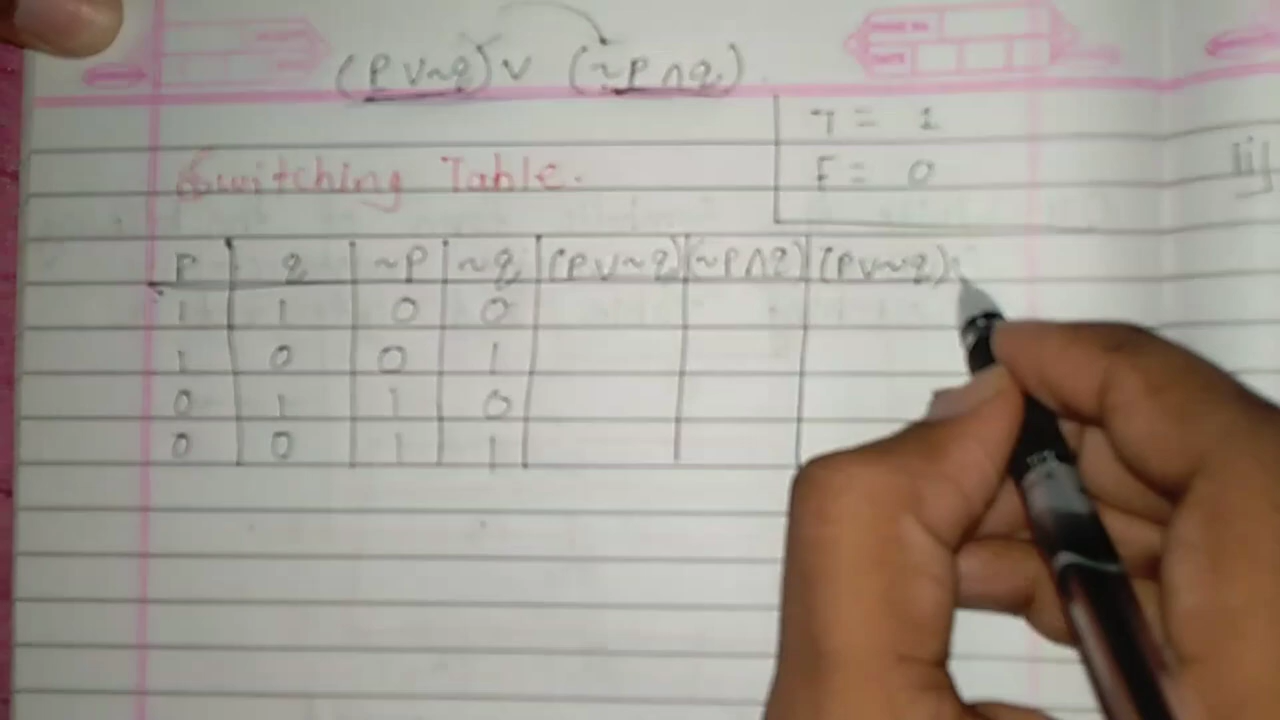 (P ∨ ~q) ∨ (~P ∧ q)
T = 1
F = 0
Switching Table.
iij
P q ~P ~q (P ∨ ~q) (~P ∧ q) (P ∨ ~q)
1 1 0 0
1 0 0 1
0 1 1 0
0 0 1 1